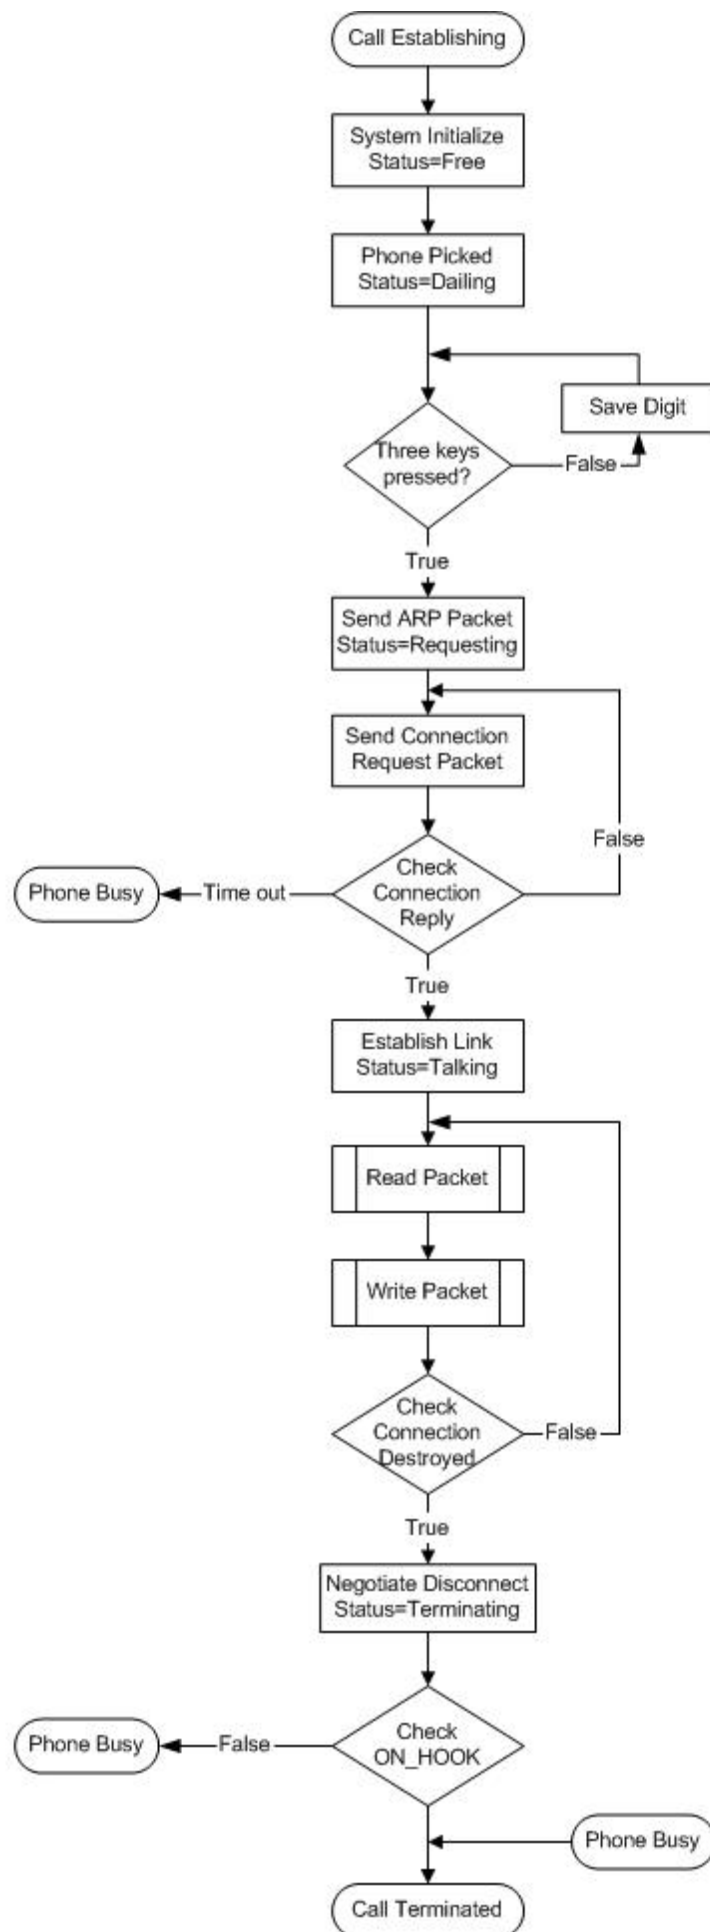 Call Establishing
System Initialize
Status=Free
Phone Picked
Status=Dailing
Save Digit
Three keys
pressed?
False
True
Send ARP Packet
Status=Requesting
Send Connection
Request Packet
False
Check
Connection
Reply
Time out
Phone Busy
True
Establish Link
Status=Talking
Read Packet
Write Packet
Check
Connection
Destroyed
False
True
Negotiate Disconnect
Status=Terminating
Check
ON_HOOK
False
Phone Busy
Phone Busy
Call Terminated